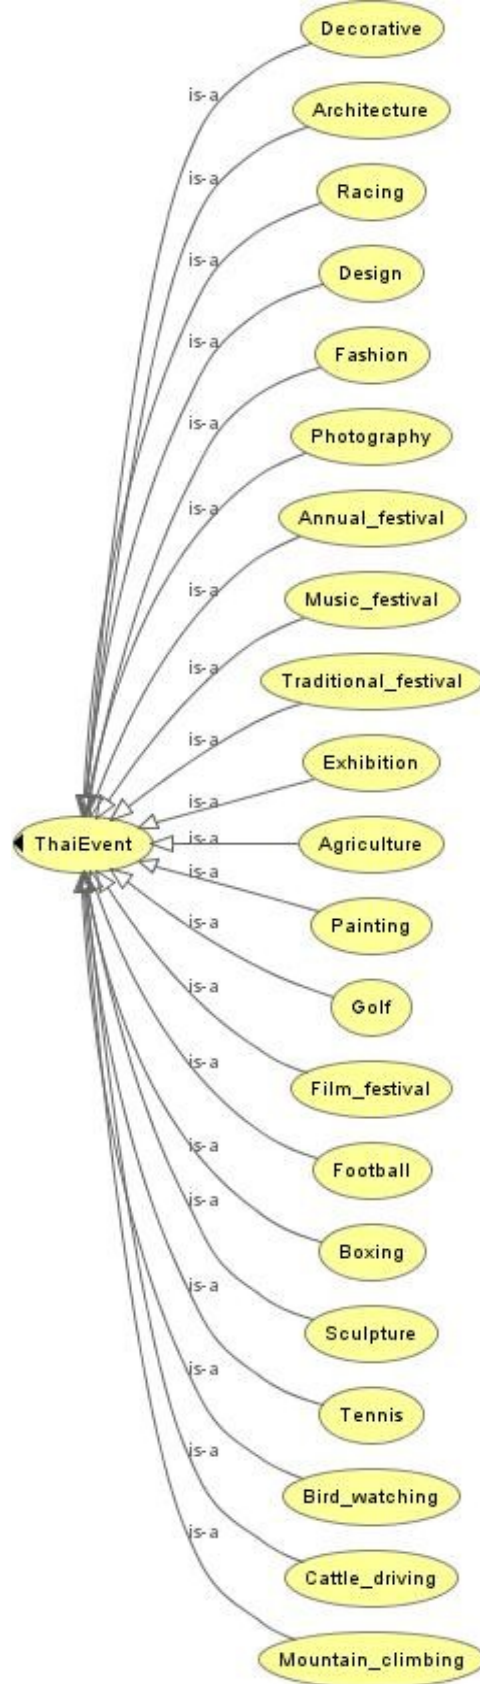 Decorative
is-a
Architecture
is-a
Racing
is-a
Design
is-a
Fashion
is-a
Photography
is-a
Annual_festival
is-a
Music_festival
is-a
Traditional_festival
is-a
Exhibition
is-a
ThaiEvent
is-a
Agriculture
is-a
Painting
is-a
Golf
is-a
Film_festival
is-a
Football
is-a
Boxing
is-a
Sculpture
is-a
Tennis
is-a
Bird_watching
is-a
Cattle_driving
is-a
Mountain_climbing